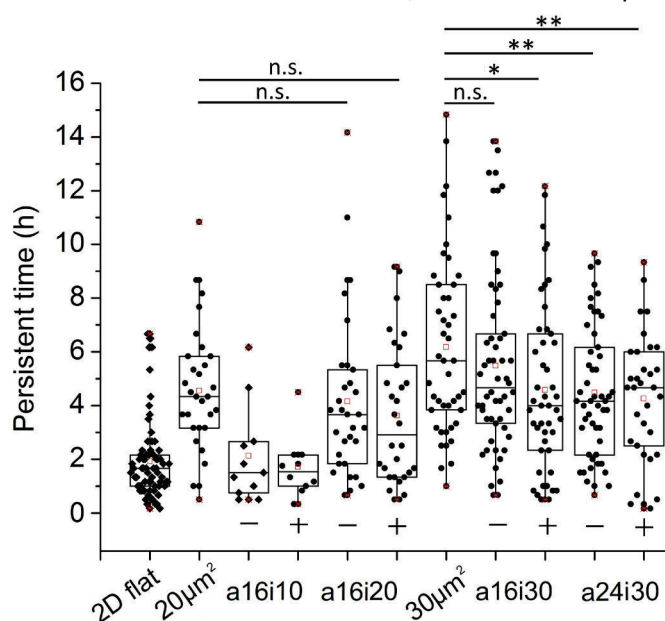 **
**
n.s.
*
n.s.
n.s.
Persistent time (h)
16
14
12
10
8
6
4
2
0
− + − + − + − +
2D flat 20µm² a16i10 a16i20 30µm² a16i30 a24i30